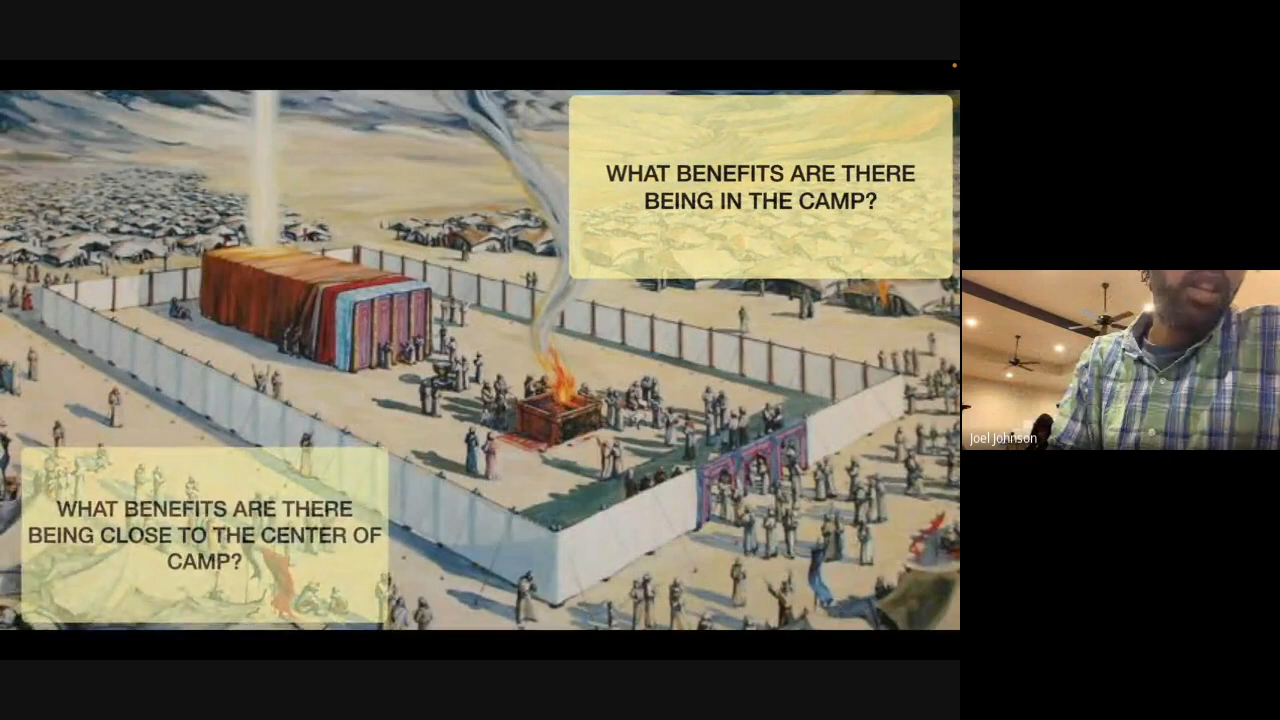 WHAT BENEFITS ARE THERE
BEING IN THE CAMP?
WHAT BENEFITS ARE THERE
BEING CLOSE TO THE CENTER OF
CAMP?
Joel Johnson